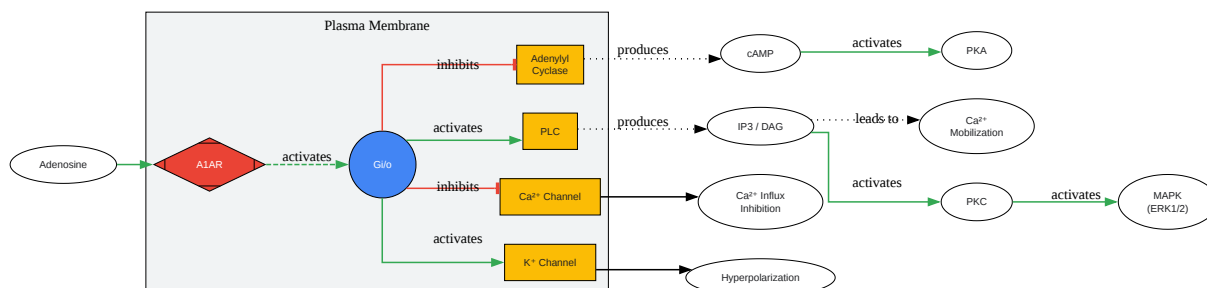 Plasma Membrane
Adenosine
A1AR
activates
Gi/o
inhibits
Adenylyl
Cyclase
produces
cAMP
activates
PKA
activates
PLC
produces
IP3 / DAG
leads to
Ca²⁺
Mobilization
inhibits
Ca²⁺ Channel
Ca²⁺ Influx
Inhibition
activates
PKC
activates
MAPK
(ERK1/2)
activates
K⁺ Channel
Hyperpolarization